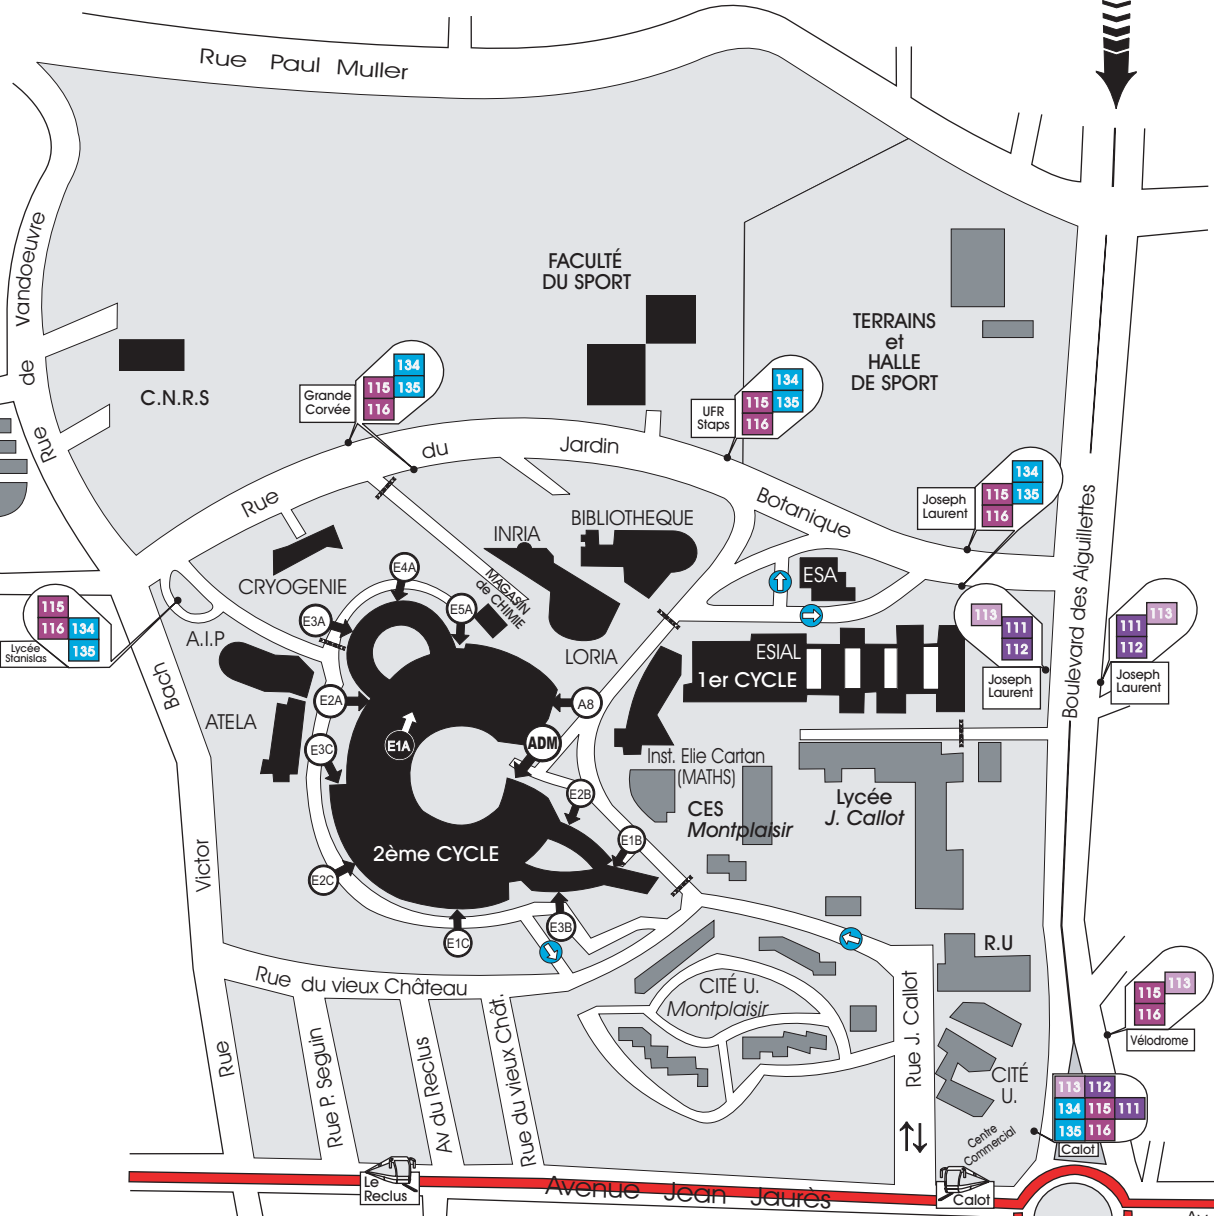 Rue Paul Muller
Rue de Vandoeuvre
FACULTÉ
DU SPORT
TERRAINS
et
HALLE
DE SPORT
C.N.R.S
Grande
Corvée
134
115 135
116
UFR
Staps
134
115 135
116
Joseph
Laurent
134
115 135
116
Rue du Jardin Botanique
Boulevard des Aiguillettes
INRIA
BIBLIOTHEQUE
CRYOGENIE
MAGASIN
de CHIMIE
ESA
E4A
E5A
E3A
115
116 134
135
Lycée
Stanislas
A.I.P
LORIA
ESIAL
1er CYCLE
113
111
112
Joseph
Laurent
113
111
112
Joseph
Laurent
ATELA
E2A
A8
E1A
ADM
E3C
E2B
E1B
Inst. Elie Cartan
(MATHS)
CES
Montplaisir
Lycée
J. Callot
2ème CYCLE
E2C
E1C
E3B
Rue Victor Bach
R.U
Rue du vieux Château
CITÉ U.
Montplaisir
113
115
116
Vélodrome
Rue P. Seguin
Av du Reclus
Rue du vieux Chât.
Rue J. Callot
CITÉ
U.
113 112
134 115 111
135 116
Calot
Centre
Commercial
Le
Reclus
Avenue Jean Jaurès
Calot
Av